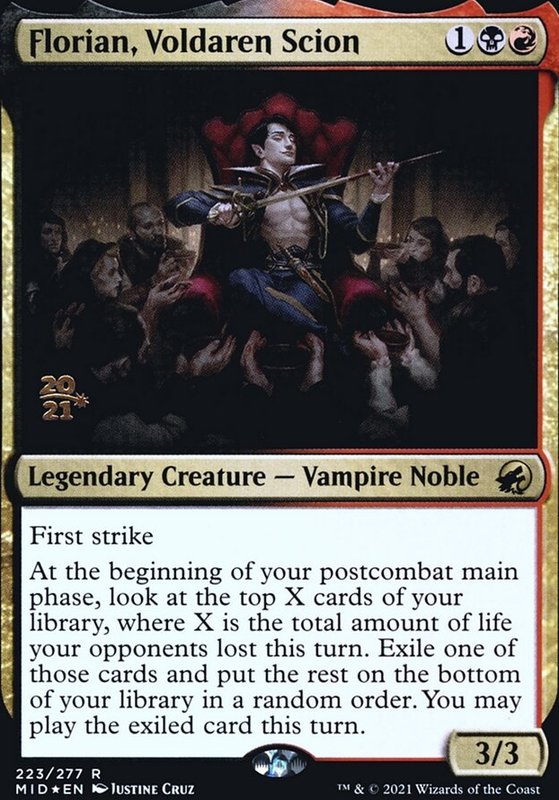 Florian, Voldaren Scion 1
20
21
Legendary Creature — Vampire Noble
First strike
At the beginning of your postcombat main
phase, look at the top X cards of your
library, where X is the total amount of life
your opponents lost this turn. Exile one of
those cards and put the rest on the bottom
of your library in a random order. You may
play the exiled card this turn.
3/3
223/277 R
MID★EN Justine Cruz ™ & © 2021 Wizards of the Coast